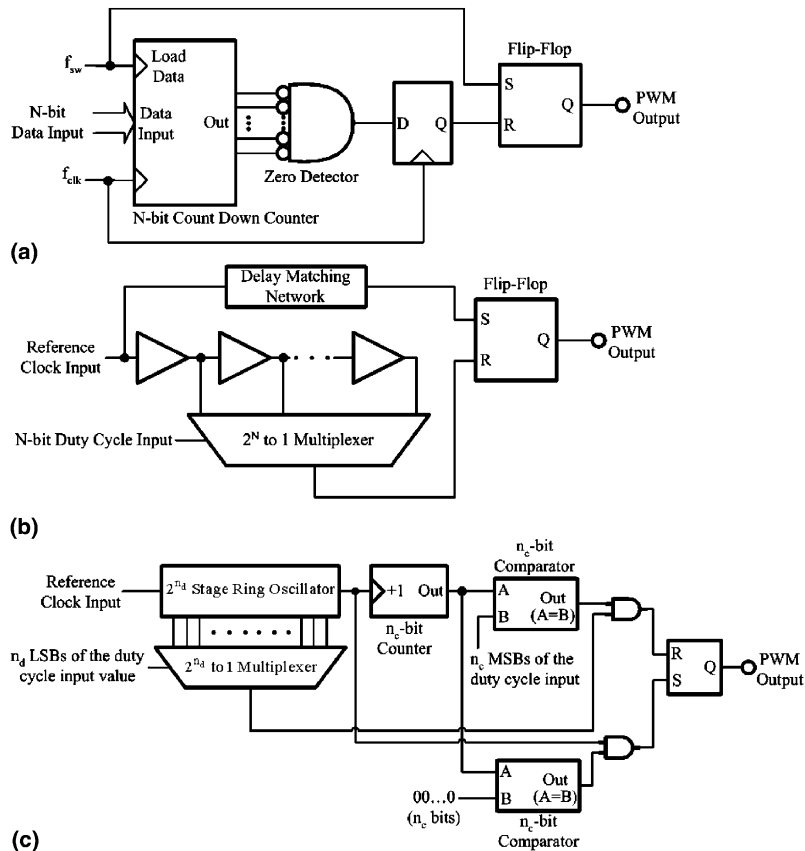 f_sw
Load
Data
N-bit
Data Input
Data
Input
Out
f_clk
Zero Detector
N-bit Count Down Counter
D
Q
Flip-Flop
S
R
Q
PWM
Output
(a)
Delay Matching
Network
Flip-Flop
Reference
Clock Input
S
R
Q
PWM
Output
N-bit Duty Cycle Input
2^N to 1 Multiplexer
(b)
Reference
Clock Input
2^n_d Stage Ring Oscillator
+1
Out
n_c-bit
Counter
n_c-bit
Comparator
A
B
Out
(A=B)
n_d LSBs of the duty
cycle input value
2^n_d to 1 Multiplexer
n_c MSBs of the
duty cycle input
R
S
Q
PWM
Output
00...0
(n_c bits)
A
B
Out
(A=B)
n_c-bit
Comparator
(c)